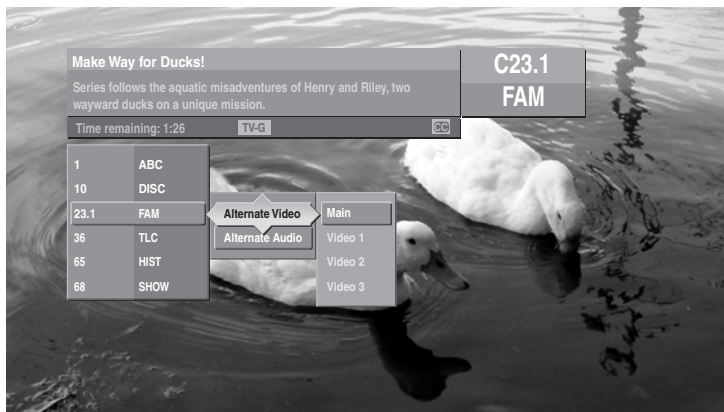 Make Way for Ducks!
Series follows the aquatic misadventures of Henry and Riley, two
wayward ducks on a unique mission.
Time remaining: 1:26 TV-G CC
C23.1
FAM
1 ABC
10 DISC
23.1 FAM
36 TLC
65 HIST
68 SHOW
Alternate Video
Alternate Audio
Main
Video 1
Video 2
Video 3